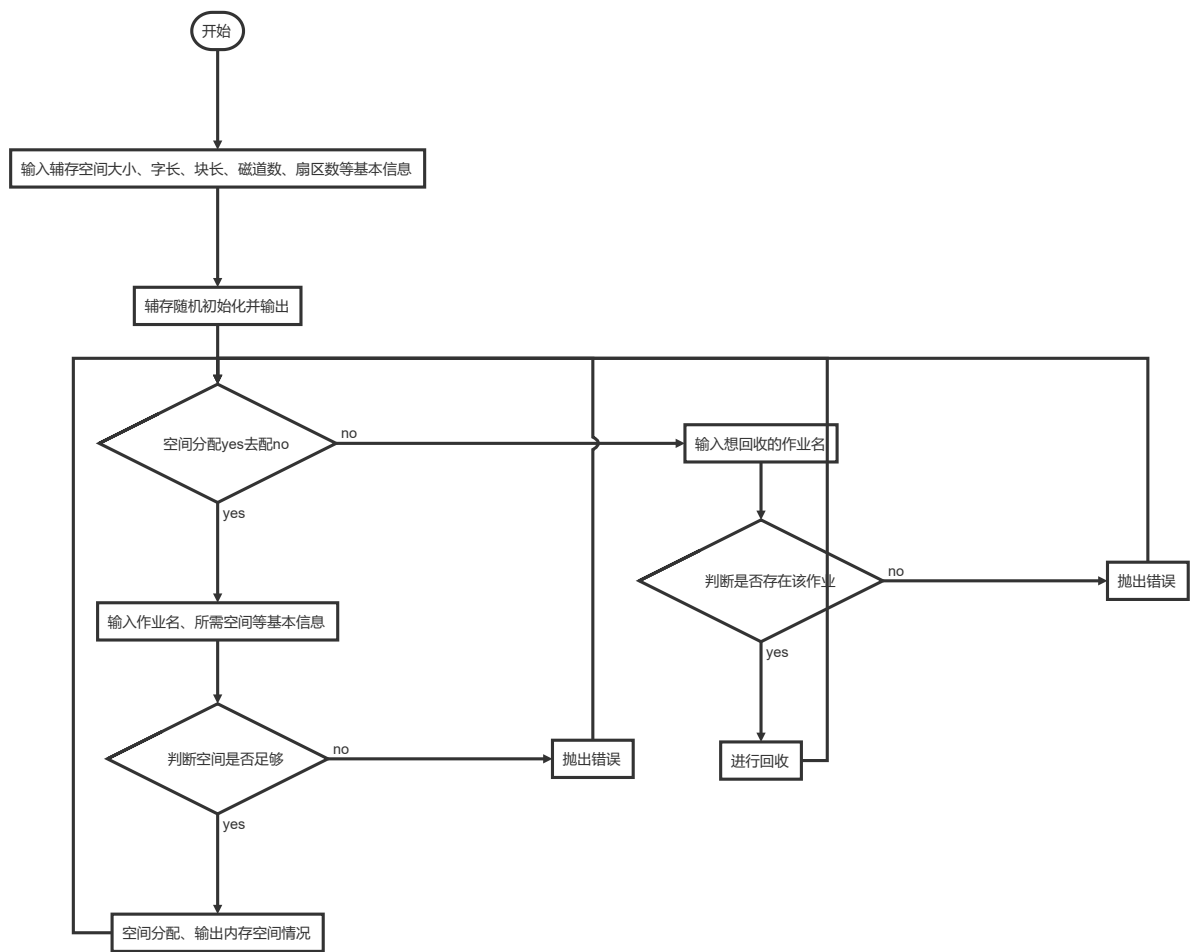 开始
输入辅存空间大小、字长、块长、磁道数、扇区数等基本信息
辅存随机初始化并输出
空间分配yes去配no
no
输入想回收的作业名
yes
判断是否存在该作业
no
抛出错误
输入作业名、所需空间等基本信息
yes
判断空间是否足够
no
抛出错误
进行回收
yes
空间分配、输出内存空间情况